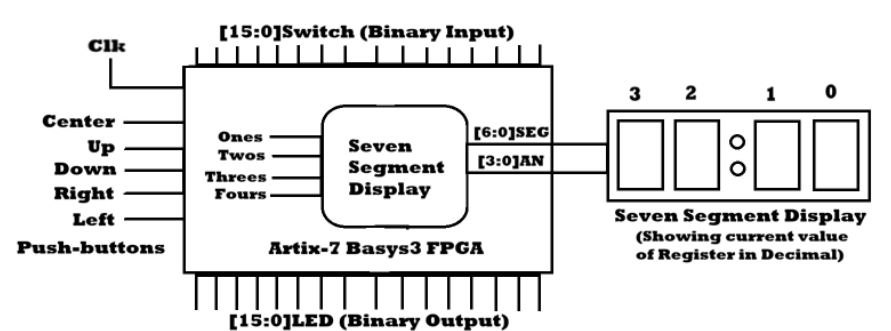 [15:0]Switch (Binary Input)
Clk
Center
Up
Down
Right
Left
Push-buttons
Ones
Twos
Threes
Fours
Seven
Segment
Display
[6:0]SEG
[3:0]AN
Artix-7 Basys3 FPGA
[15:0]LED (Binary Output)
3 2 1 0
Seven Segment Display
(Showing current value
of Register in Decimal)